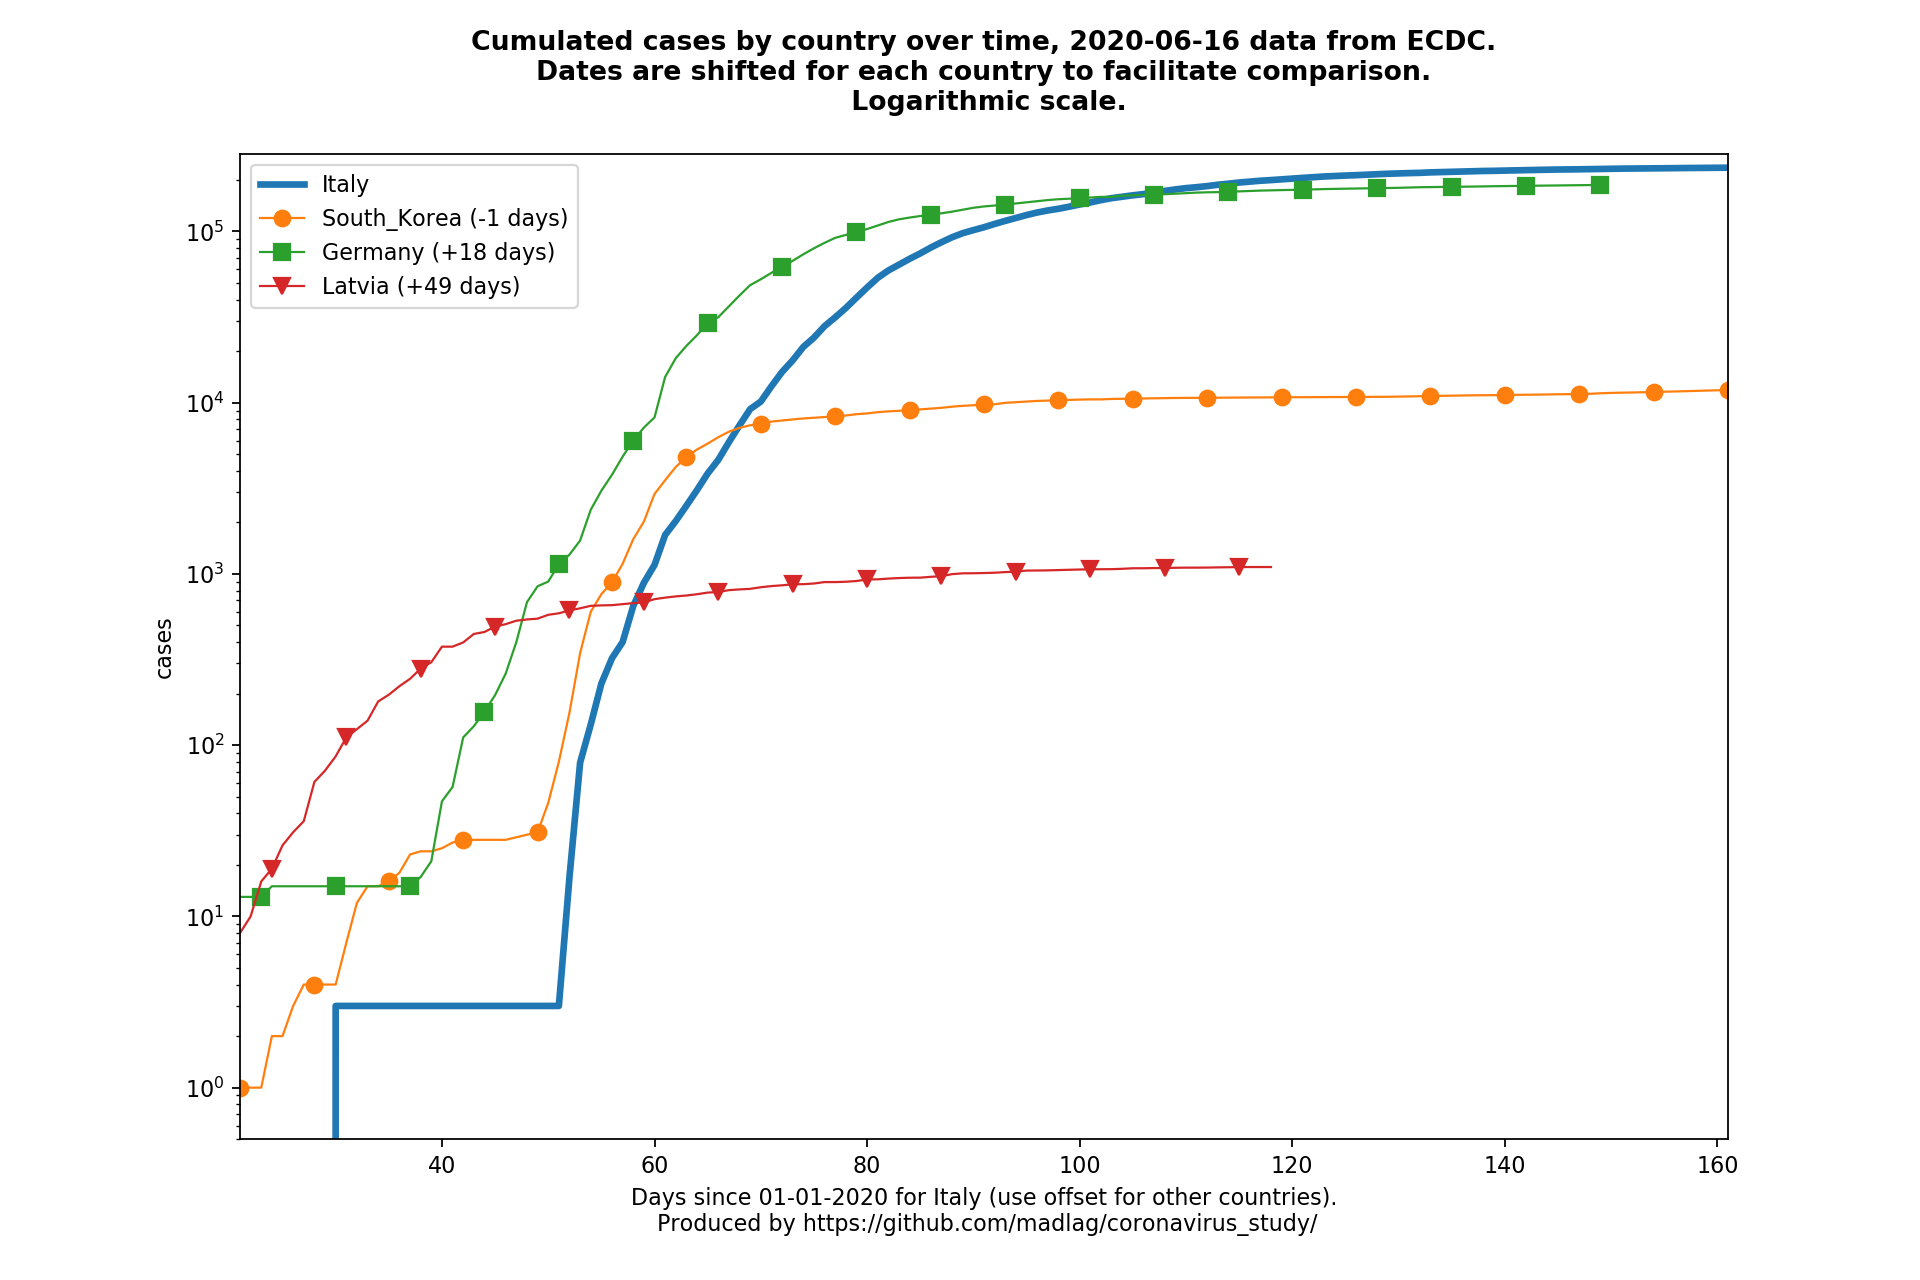 Cumulated cases by country over time, 2020-06-16 data from ECDC.
Dates are shifted for each country to facilitate comparison.
Logarithmic scale.
Italy
South_Korea (-1 days)
Germany (+18 days)
Latvia (+49 days)
10^5
10^4
10^3
10^2
10^1
10^0
cases
40 60 80 100 120 140 160
Days since 01-01-2020 for Italy (use offset for other countries).
Produced by https://github.com/madlag/coronavirus_study/